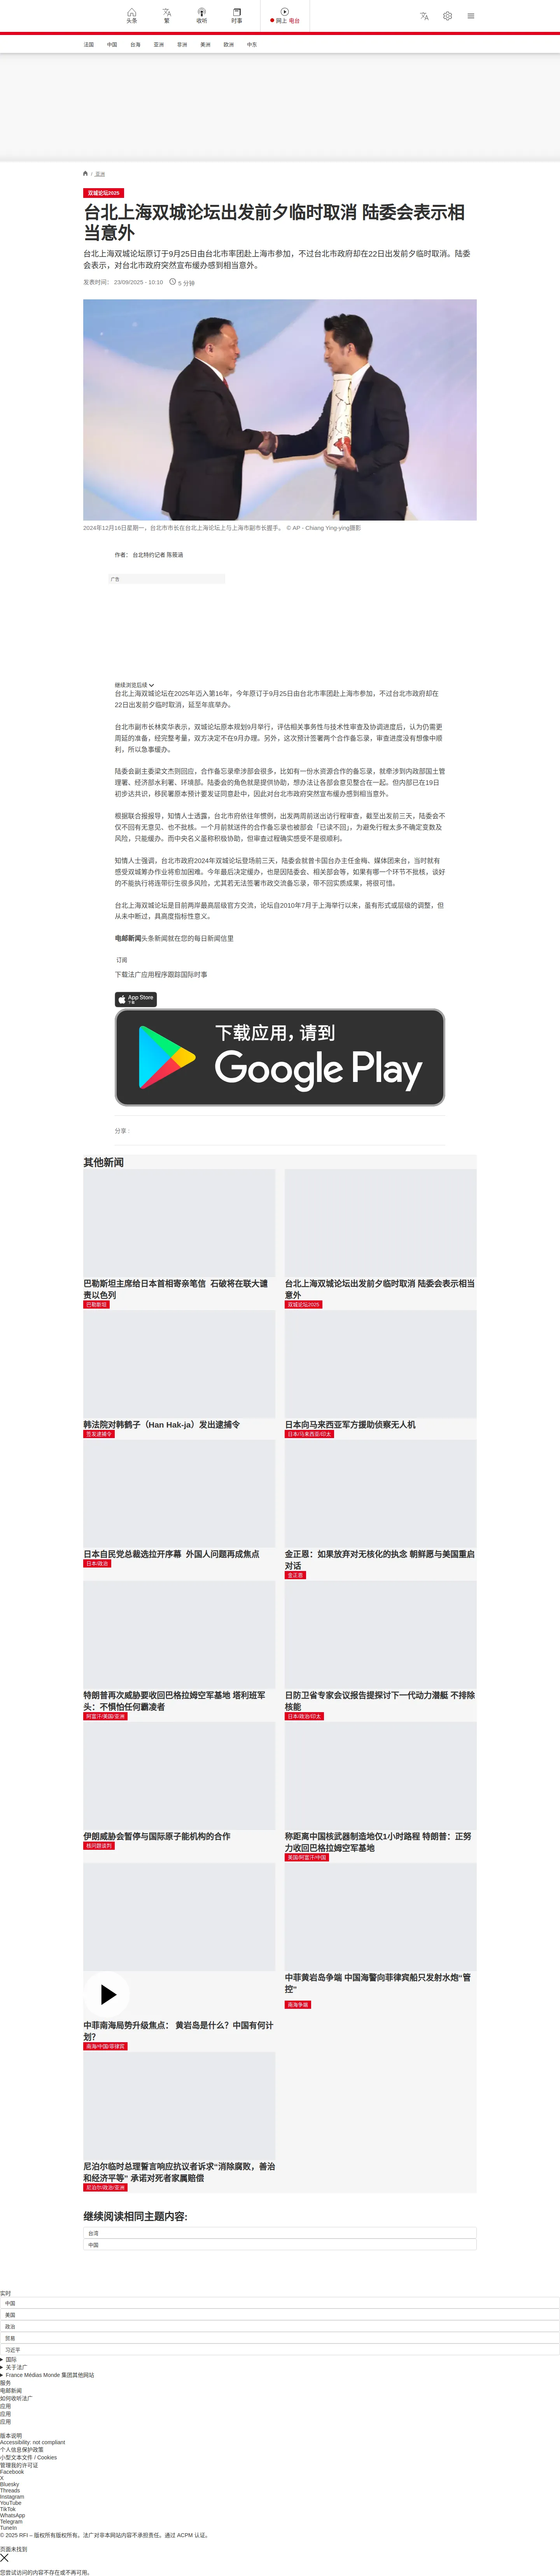 头条
繁
收听
时事
网上 电台
法国 中国 台海 亚洲 非洲 美洲 欧洲 中东
/ 亚洲
双城论坛2025
台北上海双城论坛出发前夕临时取消 陆委会表示相
当意外
台北上海双城论坛原订于9月25日由台北市率团赴上海市参加，不过台北市政府却在22日出发前夕临时取消。陆委
会表示，对台北市政府突然宣布缓办感到相当意外。
发表时间： 23/09/2025 - 10:10 5 分钟
2024年12月16日星期一，台北市市长在台北上海论坛上与上海市副市长握手。 © AP - Chiang Ying-ying摄影
作者： 台北特约记者 陈筱涵
广告
继续浏览后续
台北上海双城论坛在2025年迈入第16年，今年原订于9月25日由台北市率团赴上海市参加，不过台北市政府却在
22日出发前夕临时取消，延至年底举办。
台北市副市长林奕华表示，双城论坛原本规划9月举行，评估相关事务性与技术性审查及协调进度后，认为仍需更
周延的准备，经完整考量，双方决定不在9月办理。另外，这次预计签署两个合作备忘录，审查进度没有想像中顺
利，所以急事缓办。
陆委会副主委梁文杰则回应，合作备忘录牵涉部会很多，比如有一份水资源合作的备忘录，就牵涉到内政部国土管
理署、经济部水利署、环境部。陆委会的角色就是提供协助，想办法让各部会意见整合在一起。但内部已在19日
初步达共识，移民署原本预计要发证同意赴中，因此对台北市政府突然宣布缓办感到相当意外。
根据联合报报导，知情人士透露，台北市府依往年惯例，出发两周前送出访行程审查，截至出发前三天，陆委会不
仅不回有无意见、也不批核。一个月前就送件的合作备忘录也被部会「已读不回」，为避免行程太多不确定变数及
风险，只能缓办。而中央名义虽称积极协助，但审查过程确实感受不是很顺利。
知情人士强调，台北市政府2024年双城论坛登场前三天，陆委会就曾卡国台办主任金梅、媒体团来台，当时就有
感受双城筹办作业将愈加困难。今年最后决定缓办，也是因陆委会、相关部会等，如果有哪一个环节不批核，谈好
的不能执行将连带衍生很多风险，尤其若无法签署市政交流备忘录，带不回实质成果，将很可惜。
台北上海双城论坛是目前两岸最高层级官方交流，论坛自2010年7月于上海举行以来，虽有形式或层级的调整，但
从未中断过，具高度指标性意义。
电邮新闻头条新闻就在您的每日新闻信里
订阅
下载法广应用程序跟踪国际时事
App Store
下载
下载应用，请到
Google Play
分享 :
其他新闻
巴勒斯坦主席给日本首相寄亲笔信 石破将在联大谴
责以色列
巴勒斯坦
台北上海双城论坛出发前夕临时取消 陆委会表示相当
意外
双城论坛2025
韩法院对韩鹤子（Han Hak-ja）发出逮捕令
签发逮捕令
日本向马来西亚军方援助侦察无人机
日本/马来西亚/印太
日本自民党总裁选拉开序幕 外国人问题再成焦点
日本/政治
金正恩：如果放弃对无核化的执念 朝鲜愿与美国重启
对话
金正恩
特朗普再次威胁要收回巴格拉姆空军基地 塔利班军
头：不惧怕任何霸凌者
阿富汗/美国/亚洲
日防卫省专家会议报告提探讨下一代动力潜艇 不排除
核能
日本/政治/印太
伊朗威胁会暂停与国际原子能机构的合作
核问题谈判
称距离中国核武器制造地仅1小时路程 特朗普：正努
力收回巴格拉姆空军基地
美国/阿富汗/中国
中菲南海局势升级焦点： 黄岩岛是什么？中国有何计
划？
南海/中国/菲律宾
中菲黄岩岛争端 中国海警向菲律宾船只发射水炮“管
控”
南海争端
尼泊尔临时总理誓言响应抗议者诉求“消除腐败，善治
和经济平等” 承诺对死者家属赔偿
尼泊尔/政治/亚洲
继续阅读相同主题内容:
台湾
中国
实时
中国
美国
政治
贸易
习近平
国际
关于法广
France Médias Monde 集团其他网站
服务
电邮新闻
如何收听法广
应用
应用
应用
版本说明
Accessibility: not compliant
个人信息保护政策
小型文本文件 / Cookies
管理我的许可证
Facebook
X
Bluesky
Threads
Instagram
YouTube
TikTok
WhatsApp
Telegram
TuneIn
© 2025 RFI – 版权所有版权所有。法广对非本网站内容不承担责任。通过 ACPM 认证。
页面未找到
您尝试访问的内容不存在或不再可用。